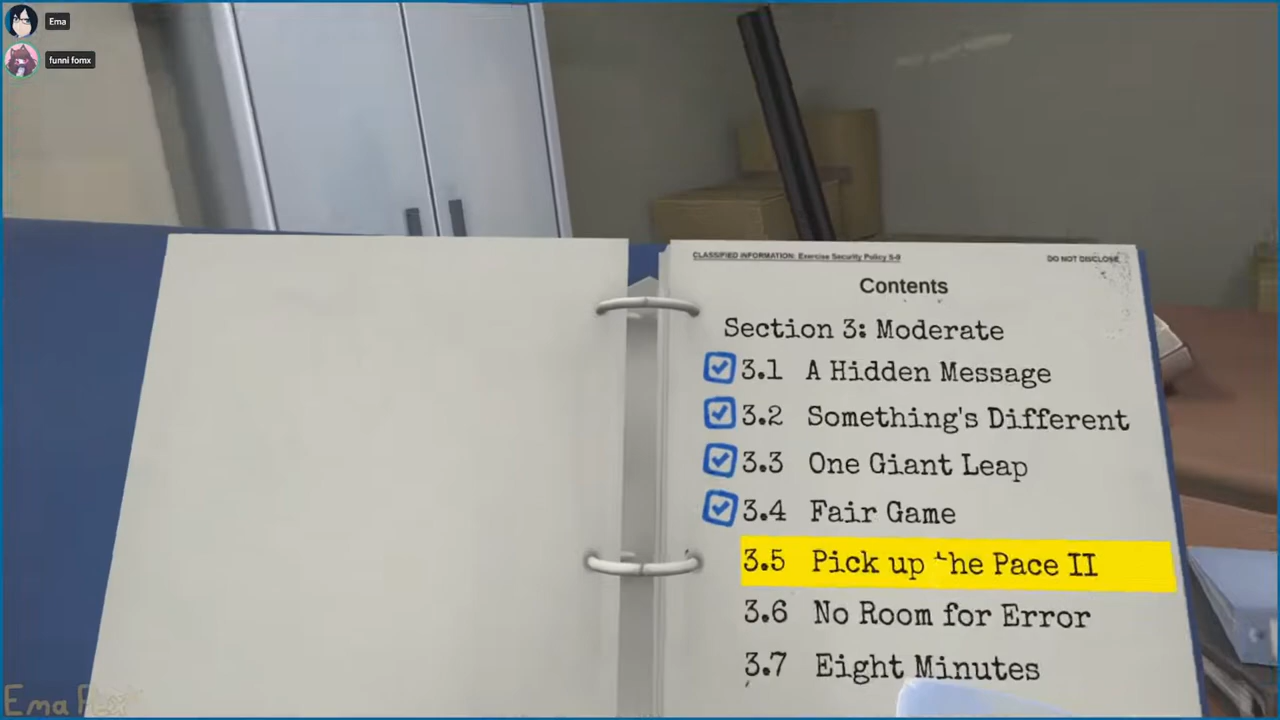 Ema
funni fomx
CLASSIFIED INFORMATION: Exercise Security Policy 5-9
DO NOT DISCLOSE
Contents
Section 3: Moderate
3.1 A Hidden Message
3.2 Something's Different
3.3 One Giant Leap
3.4 Fair Game
3.5 Pick up the Pace II
3.6 No Room for Error
3.7 Eight Minutes
Ema